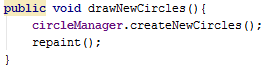 public void drawNewCircles(){
    circleManager.createNewCircles();
    repaint();
}